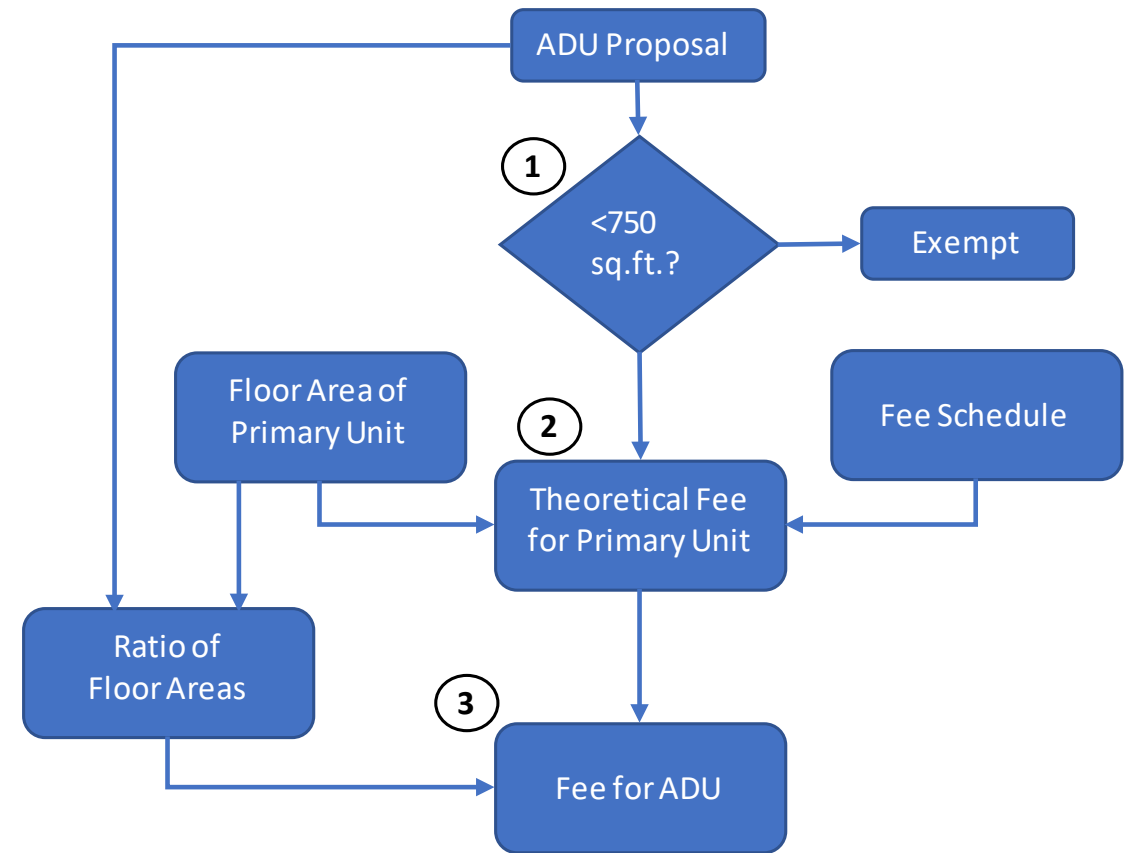 ADU Proposal
1
<750
sq.ft.?
Exempt
Floor Area of
Primary Unit
2
Fee Schedule
Theoretical Fee
for Primary Unit
Ratio of
Floor Areas
3
Fee for ADU